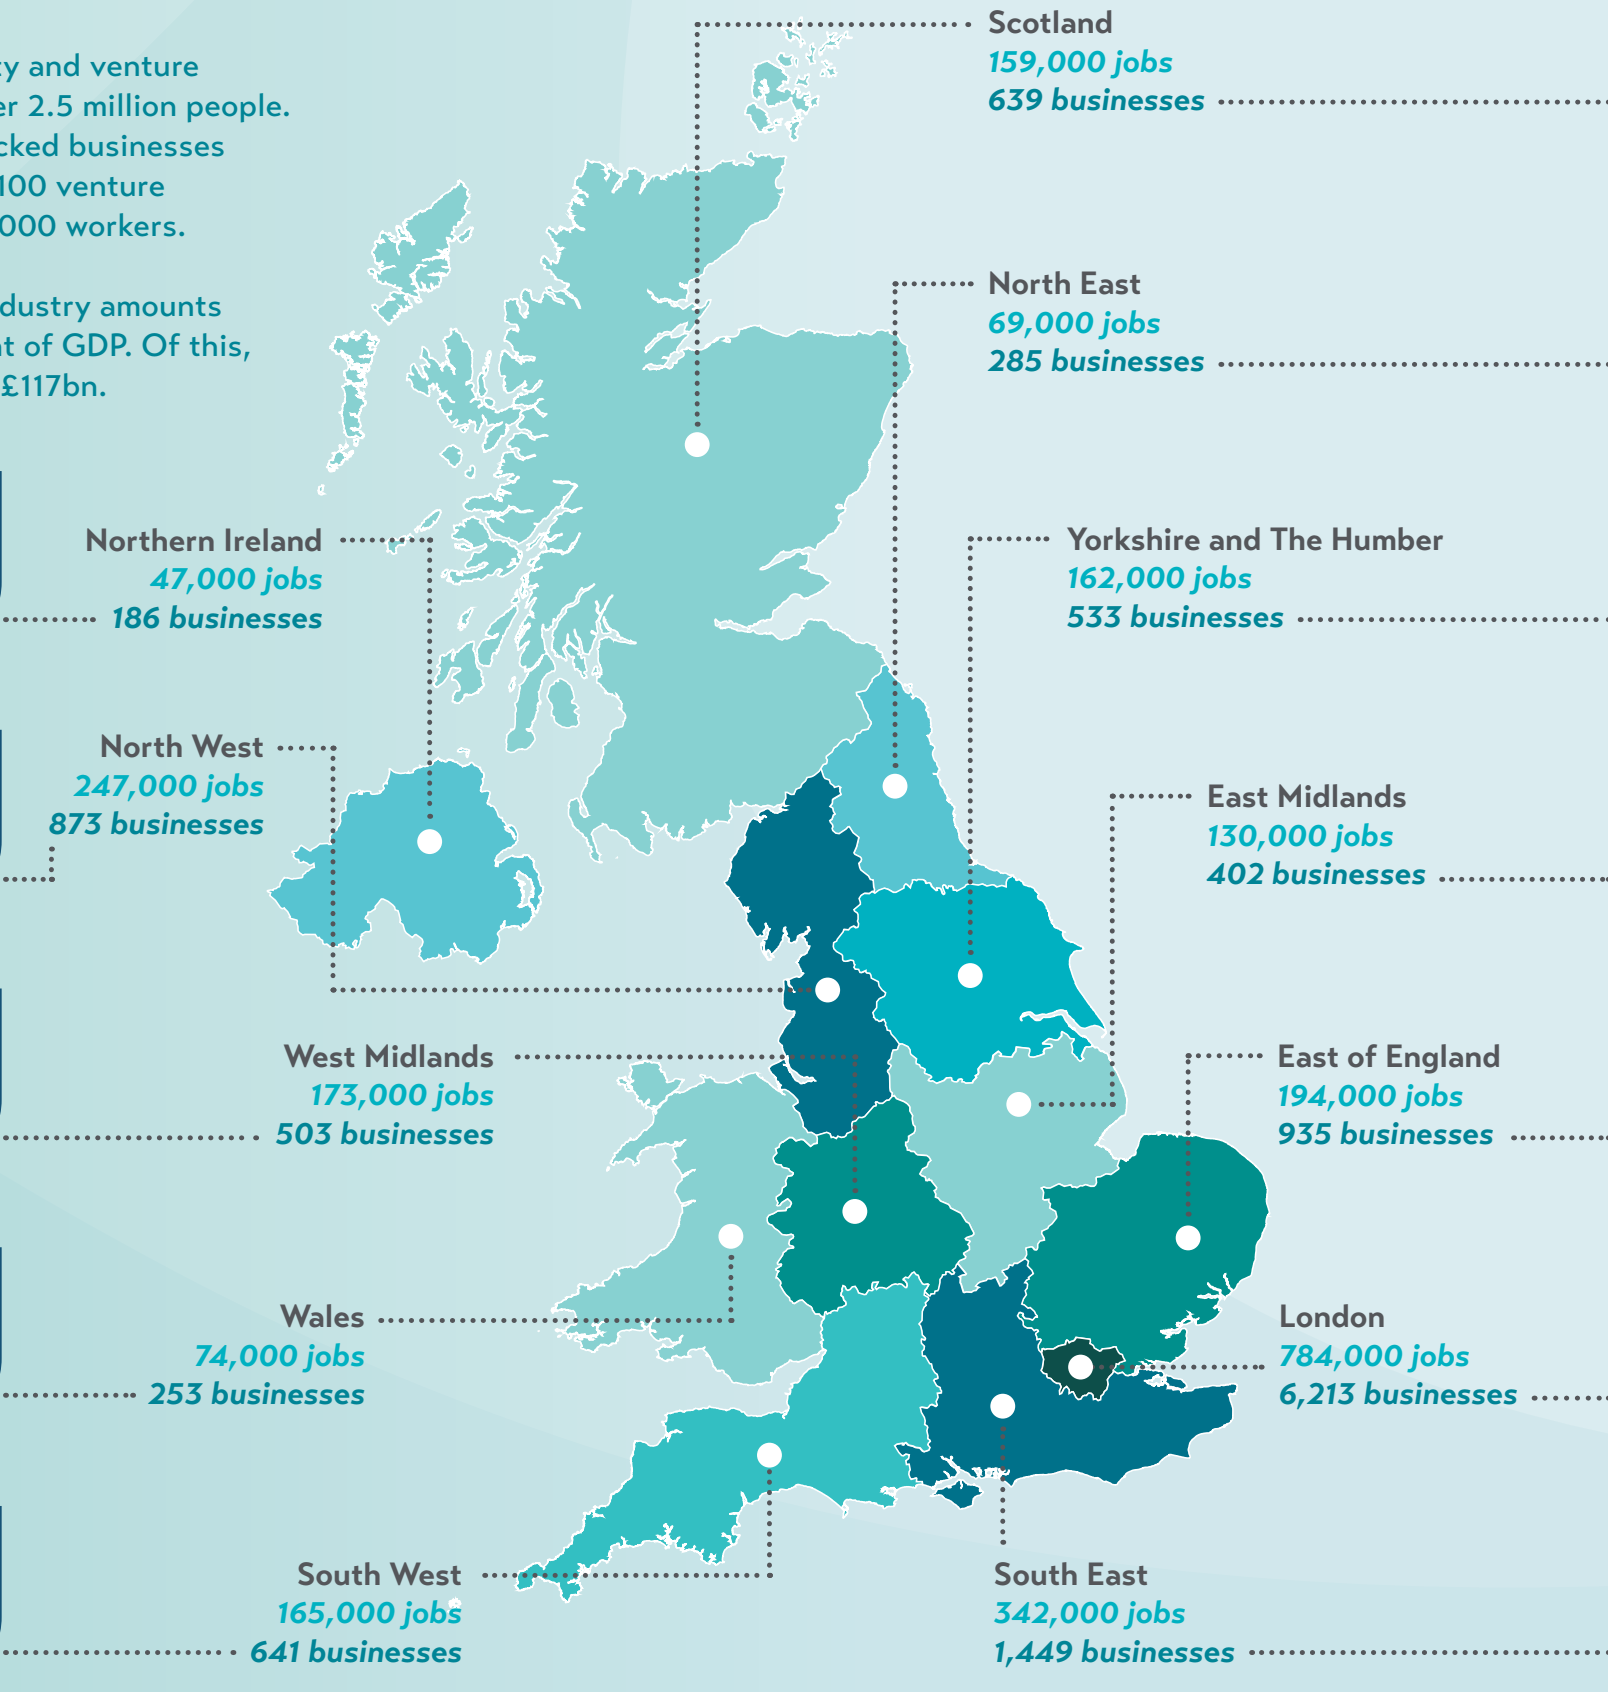 ty and venture
er 2.5 million people.
cked businesses
100 venture
000 workers.
dustry amounts
t of GDP. Of this,
£117bn.
Scotland
159,000 jobs
639 businesses
North East
69,000 jobs
285 businesses
Northern Ireland
47,000 jobs
186 businesses
Yorkshire and The Humber
162,000 jobs
533 businesses
North West
247,000 jobs
873 businesses
East Midlands
130,000 jobs
402 businesses
West Midlands
173,000 jobs
503 businesses
East of England
194,000 jobs
935 businesses
Wales
74,000 jobs
253 businesses
London
784,000 jobs
6,213 businesses
South West
165,000 jobs
641 businesses
South East
342,000 jobs
1,449 businesses